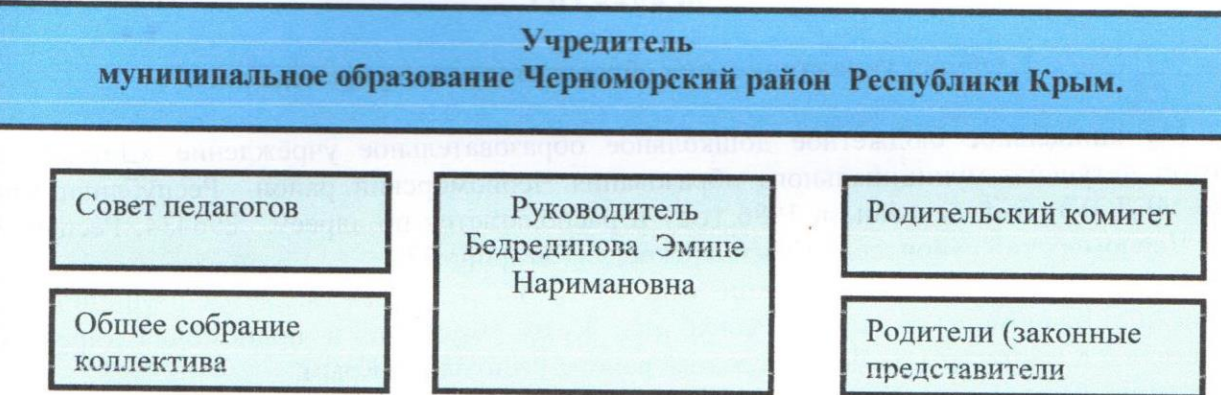 Учредитель
муниципальное образование Черноморский район Республики Крым.
Совет педагогов
Общее собрание
коллектива
Руководитель
Бедрединова Эмине
Наримановна
Родительский комитет
Родители (законные
представители